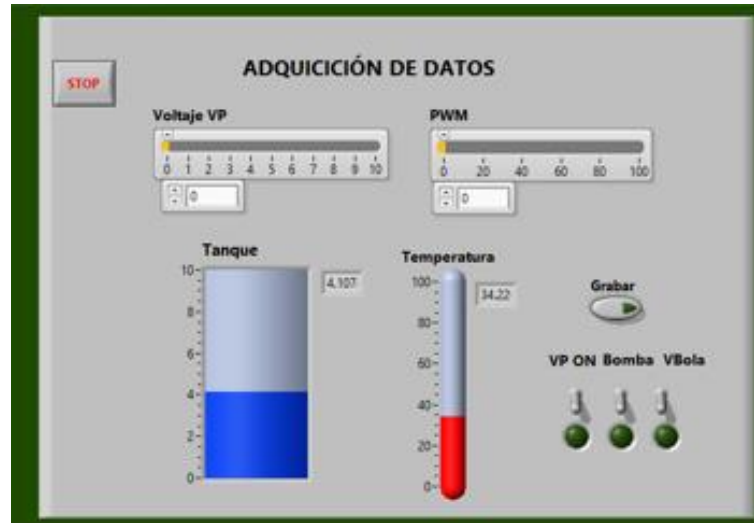 ADQUICICIÓN DE DATOS
STOP
Voltaje VP
0 1 2 3 4 5 6 7 8 9 10
0
PWM
0 20 40 60 80 100
0
Tanque
10
8
6
4
2
0
4.107
Temperatura
100
80
60
40
20
0
34.22
Grabar
VP ON Bomba VBola